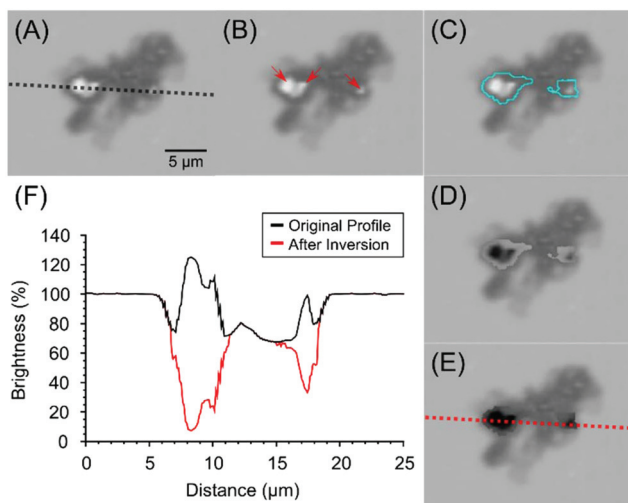 (A)
(B)
(C)
5 µm
(D)
(E)
(F)
Original Profile
After Inversion
140
120
100
80
60
40
20
0
Brightness (%)
0 5 10 15 20 25
Distance (µm)